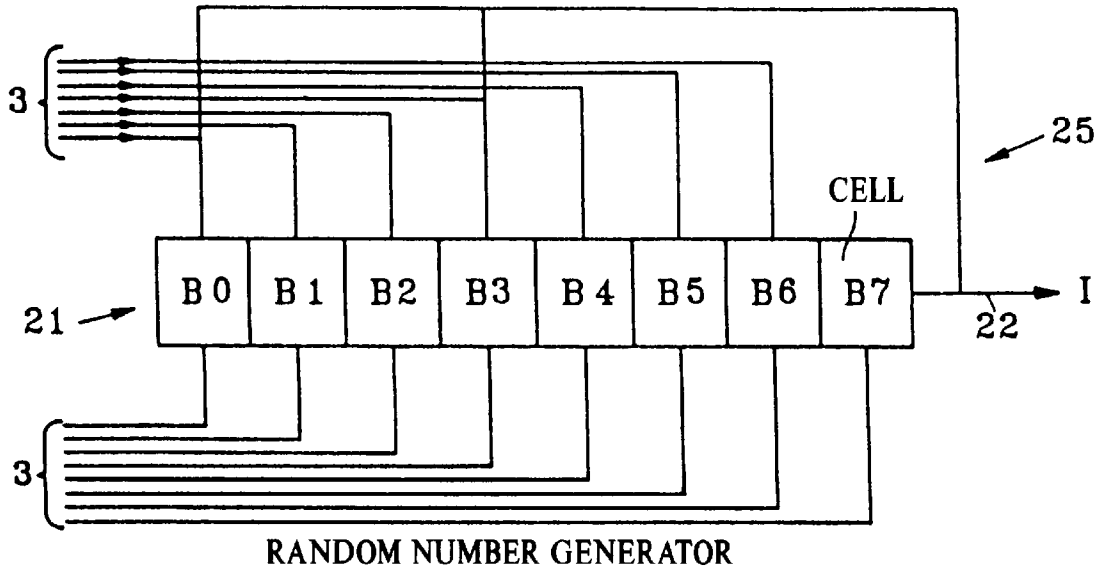 3
25
CELL
B0 B1 B2 B3 B4 B5 B6 B7
I
21
22
3
RANDOM NUMBER GENERATOR